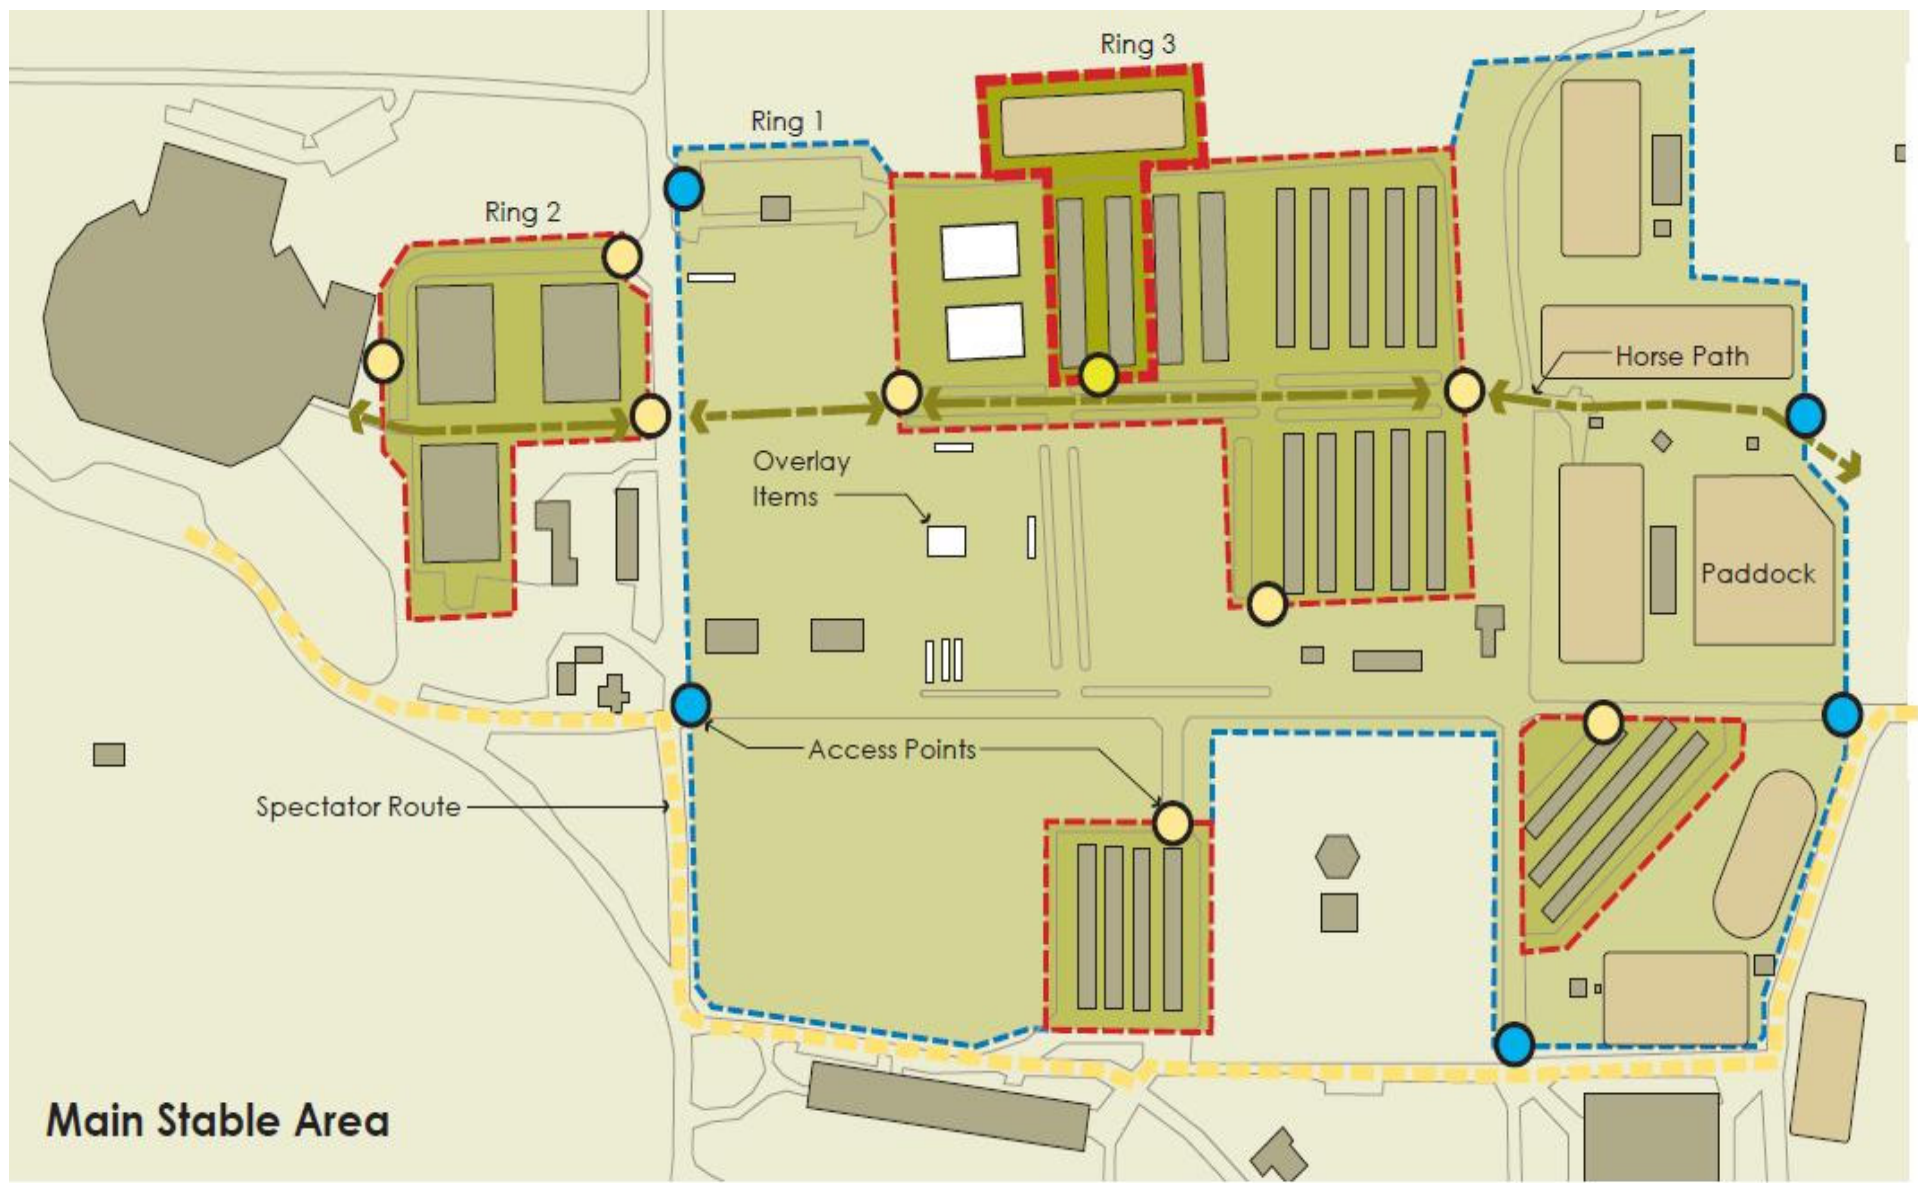 Ring 3
Ring 1
Ring 2
Horse Path
Overlay
Items
Paddock
Access Points
Spectator Route
Main Stable Area